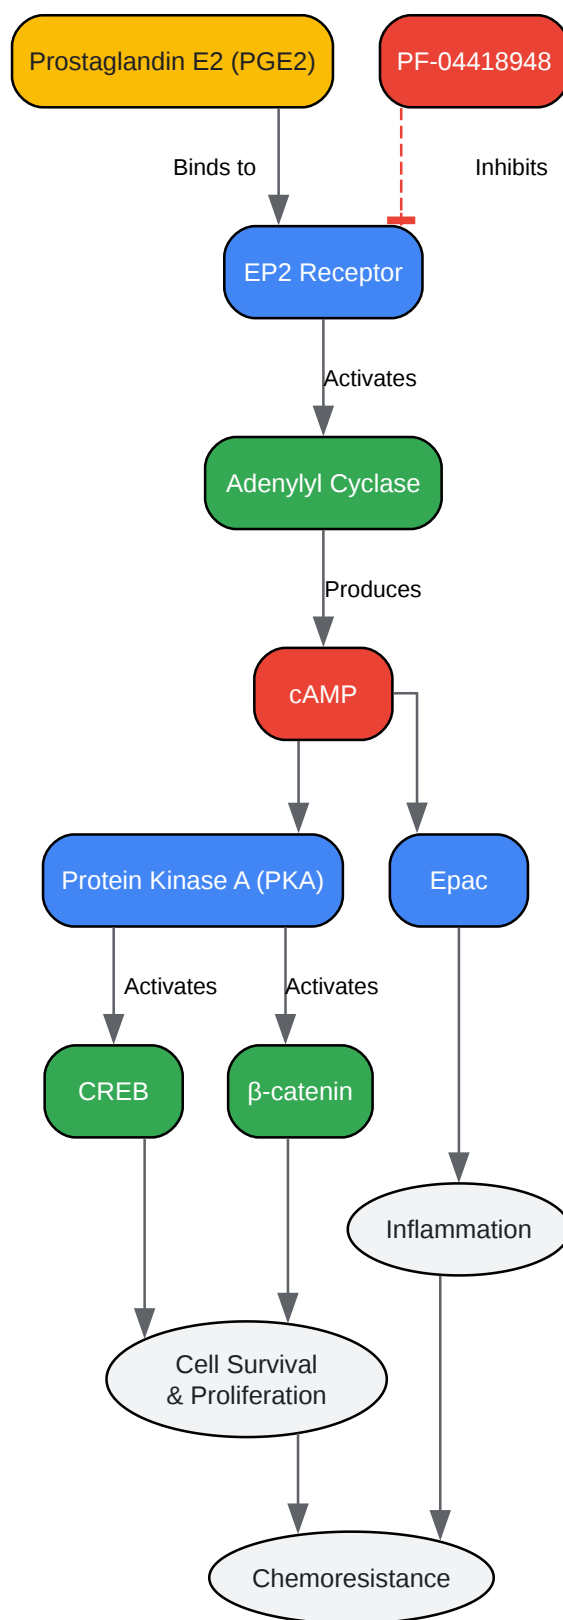 Prostaglandin E2 (PGE2)
PF-04418948
Binds to
Inhibits
EP2 Receptor
Activates
Adenylyl Cyclase
Produces
cAMP
Protein Kinase A (PKA)
Epac
Activates
Activates
CREB
β-catenin
Inflammation
Cell Survival
& Proliferation
Chemoresistance